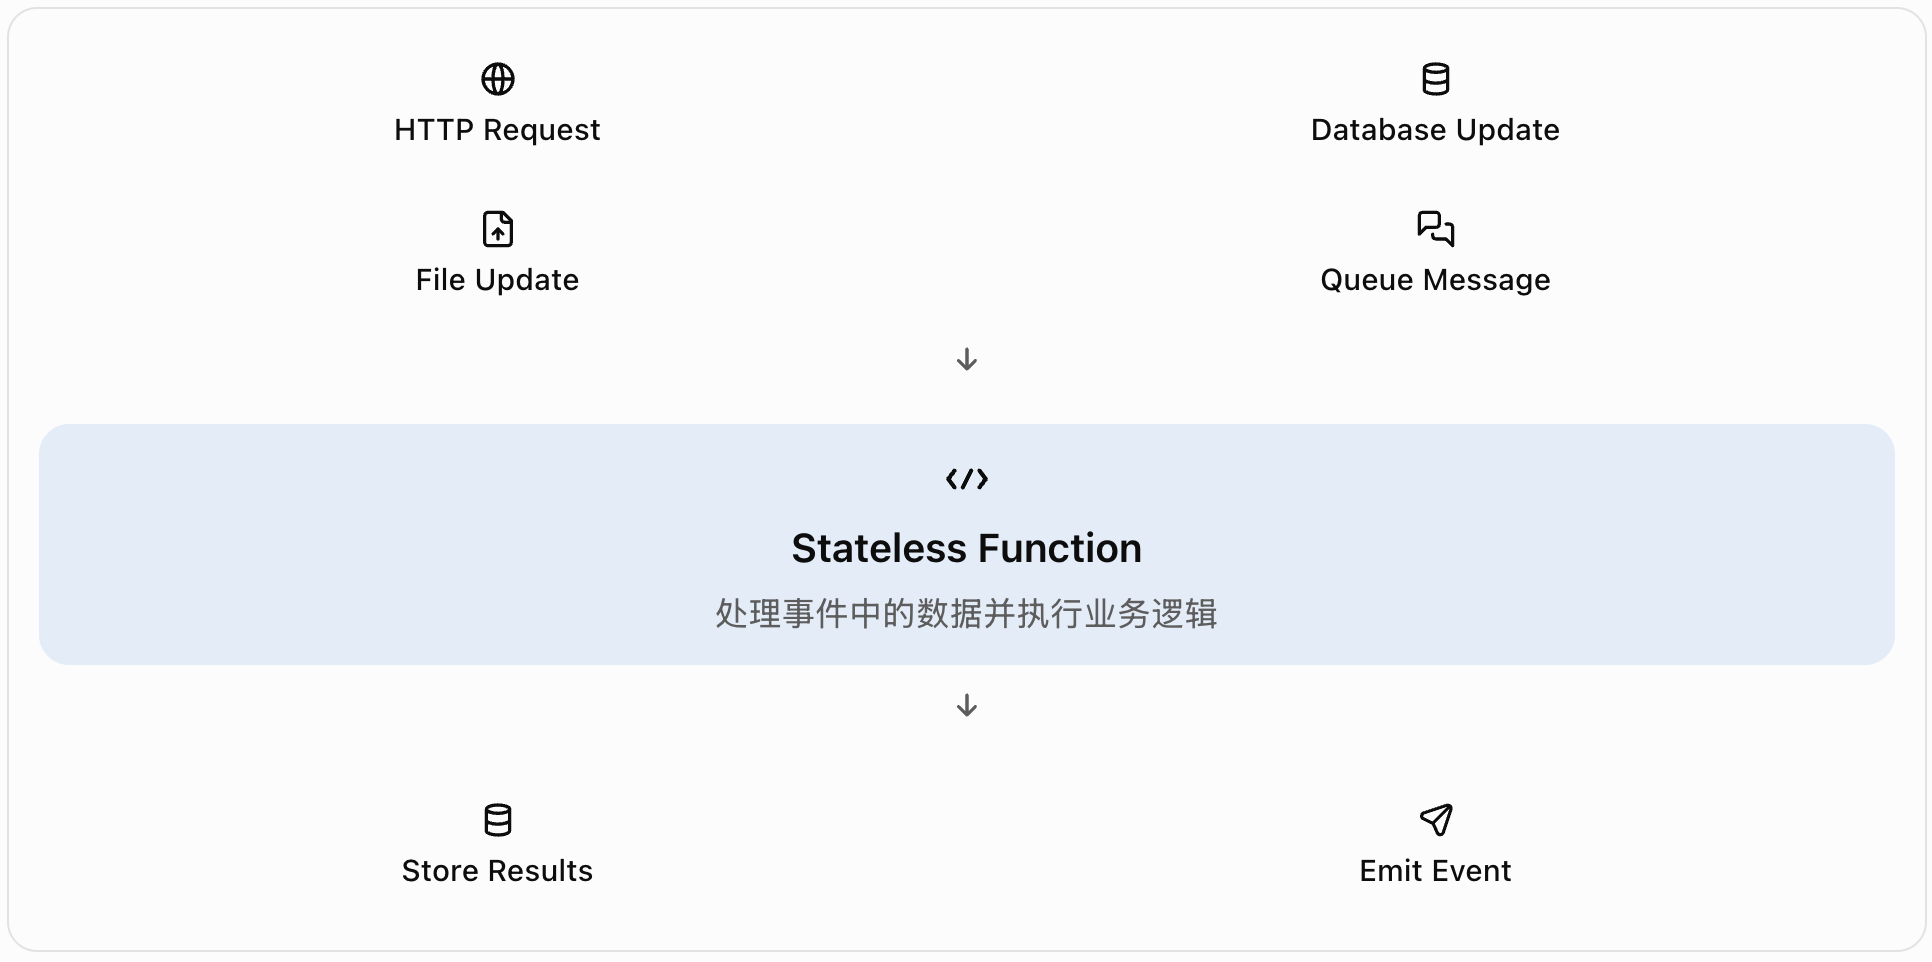 HTTP Request
Database Update
File Update
Queue Message
Stateless Function
处理事件中的数据并执行业务逻辑
Store Results
Emit Event